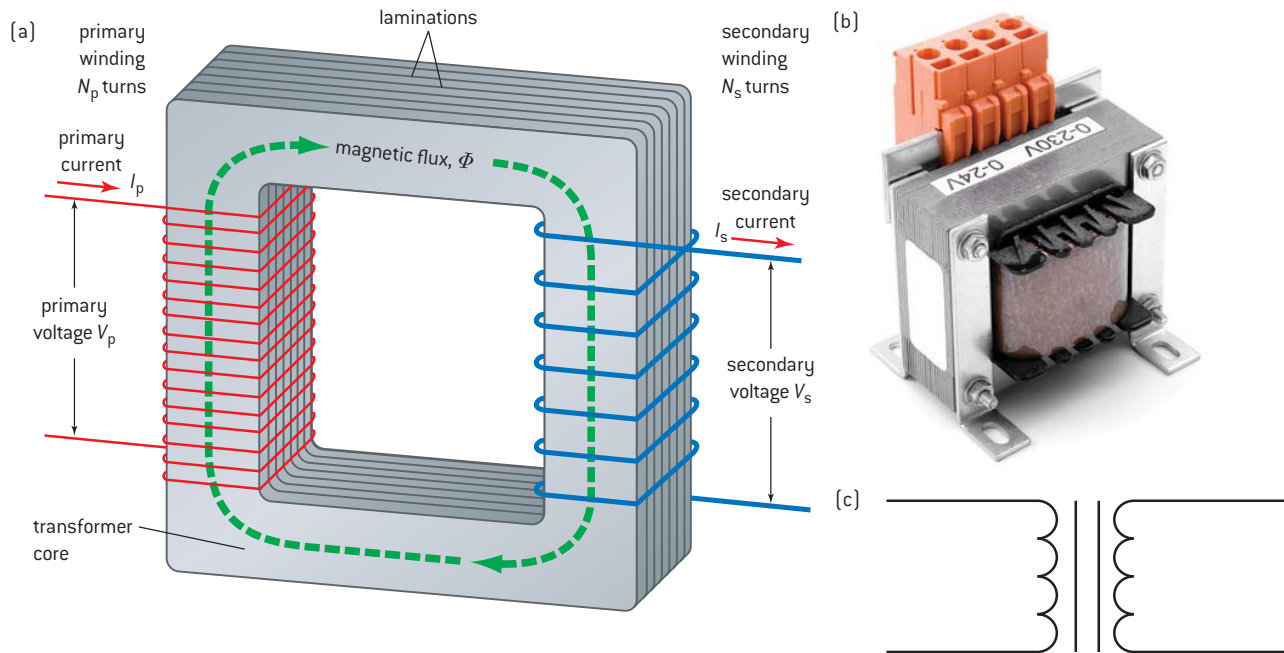 (a)
primary
winding
Nₚ turns
laminations
secondary
winding
Nₛ turns
primary
current
Iₚ
magnetic flux, Φ
Iₛ
secondary
current
primary
voltage Vₚ
secondary
voltage Vₛ
transformer
core
(b)
0-230V 0-24V
(c)